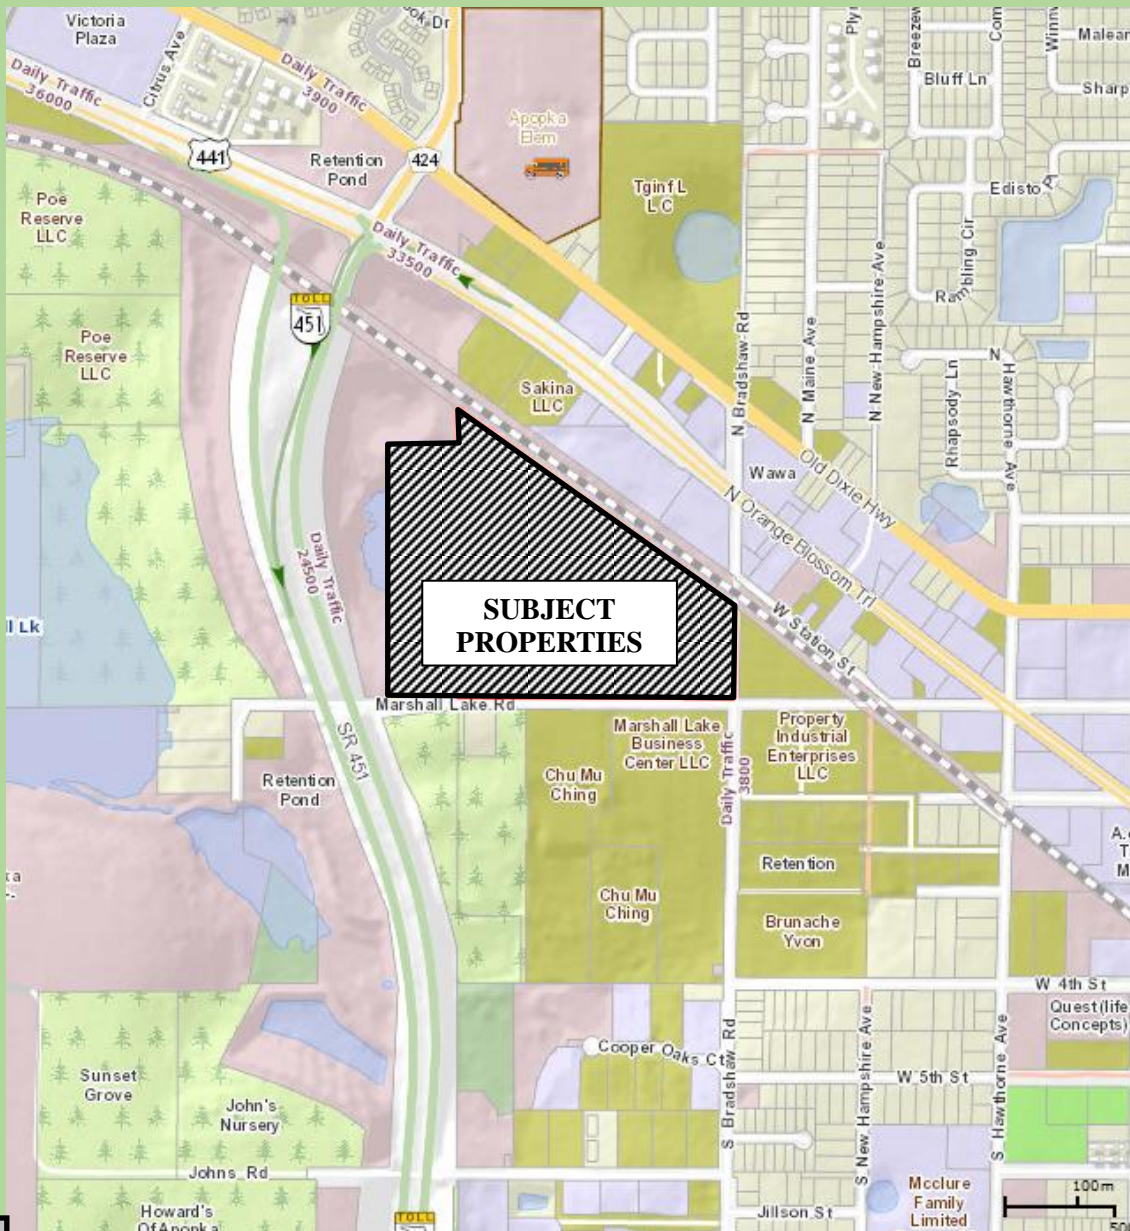 Victoria
Plaza
Citrus Ave
Daily Traffic
36000
Daily Traffic
3900
441
424
Retention
Pond
Apopka
Elem
Tginf L
L C
Bluff Ln
Malear
Sharp
Edisto Pl
Rambling Cir
Poe
Reserve
LLC
Daily Traffic
33500
TOLL
451
Poe
Reserve
LLC
Sakina
LLC
N Bradshaw Rd
N Maine Ave
N New Hampshire Ave
Rhapsody Ln
N Hawthorne Ave
Wawa
Old Dixie Hwy
N Orange Blossom Trl
Daily Traffic
24500
SUBJECT
PROPERTIES
W Station St
ll Lk
Marshall Lake Rd
SR 451
Marshall Lake
Business
Center LLC
Property
Industrial
Enterprises
LLC
Chu Mu
Ching
Daily Traffic
3800
Retention
Pond
Retention
Chu Mu
Ching
Brunache
Yvon
W 4th St
Quest (life
Concepts)
Cooper Oaks Ct
S Bradshaw Rd
S New Hampshire Ave
S Hawthorne Ave
W 5th St
Sunset
Grove
John's
Nursery
Johns Rd
Howard's
Of Apopka
TOLL
Jillson St
Mcclure
Family
Limited
100m